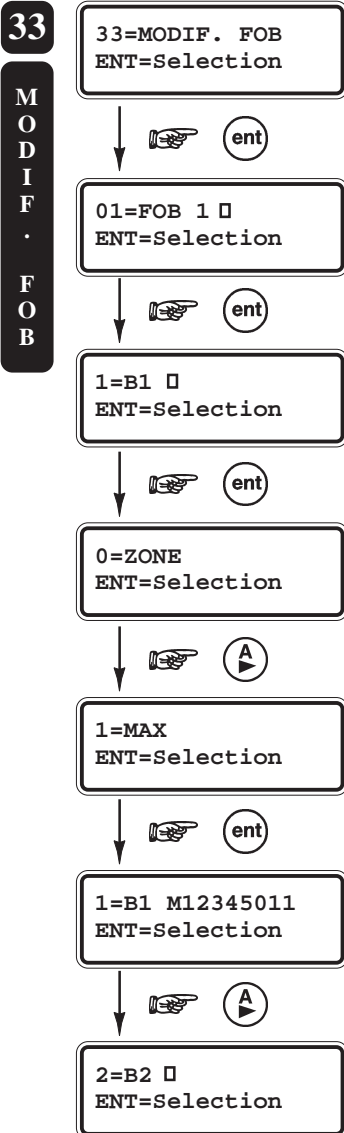 33
MODIF. FOB
33=MODIF. FOB
ENT=Selection
ent
01=FOB 1 □
ENT=Selection
ent
1=B1 □
ENT=Selection
ent
0=ZONE
ENT=Selection
A
1=MAX
ENT=Selection
ent
1=B1 M12345011
ENT=Selection
A
2=B2 □
ENT=Selection